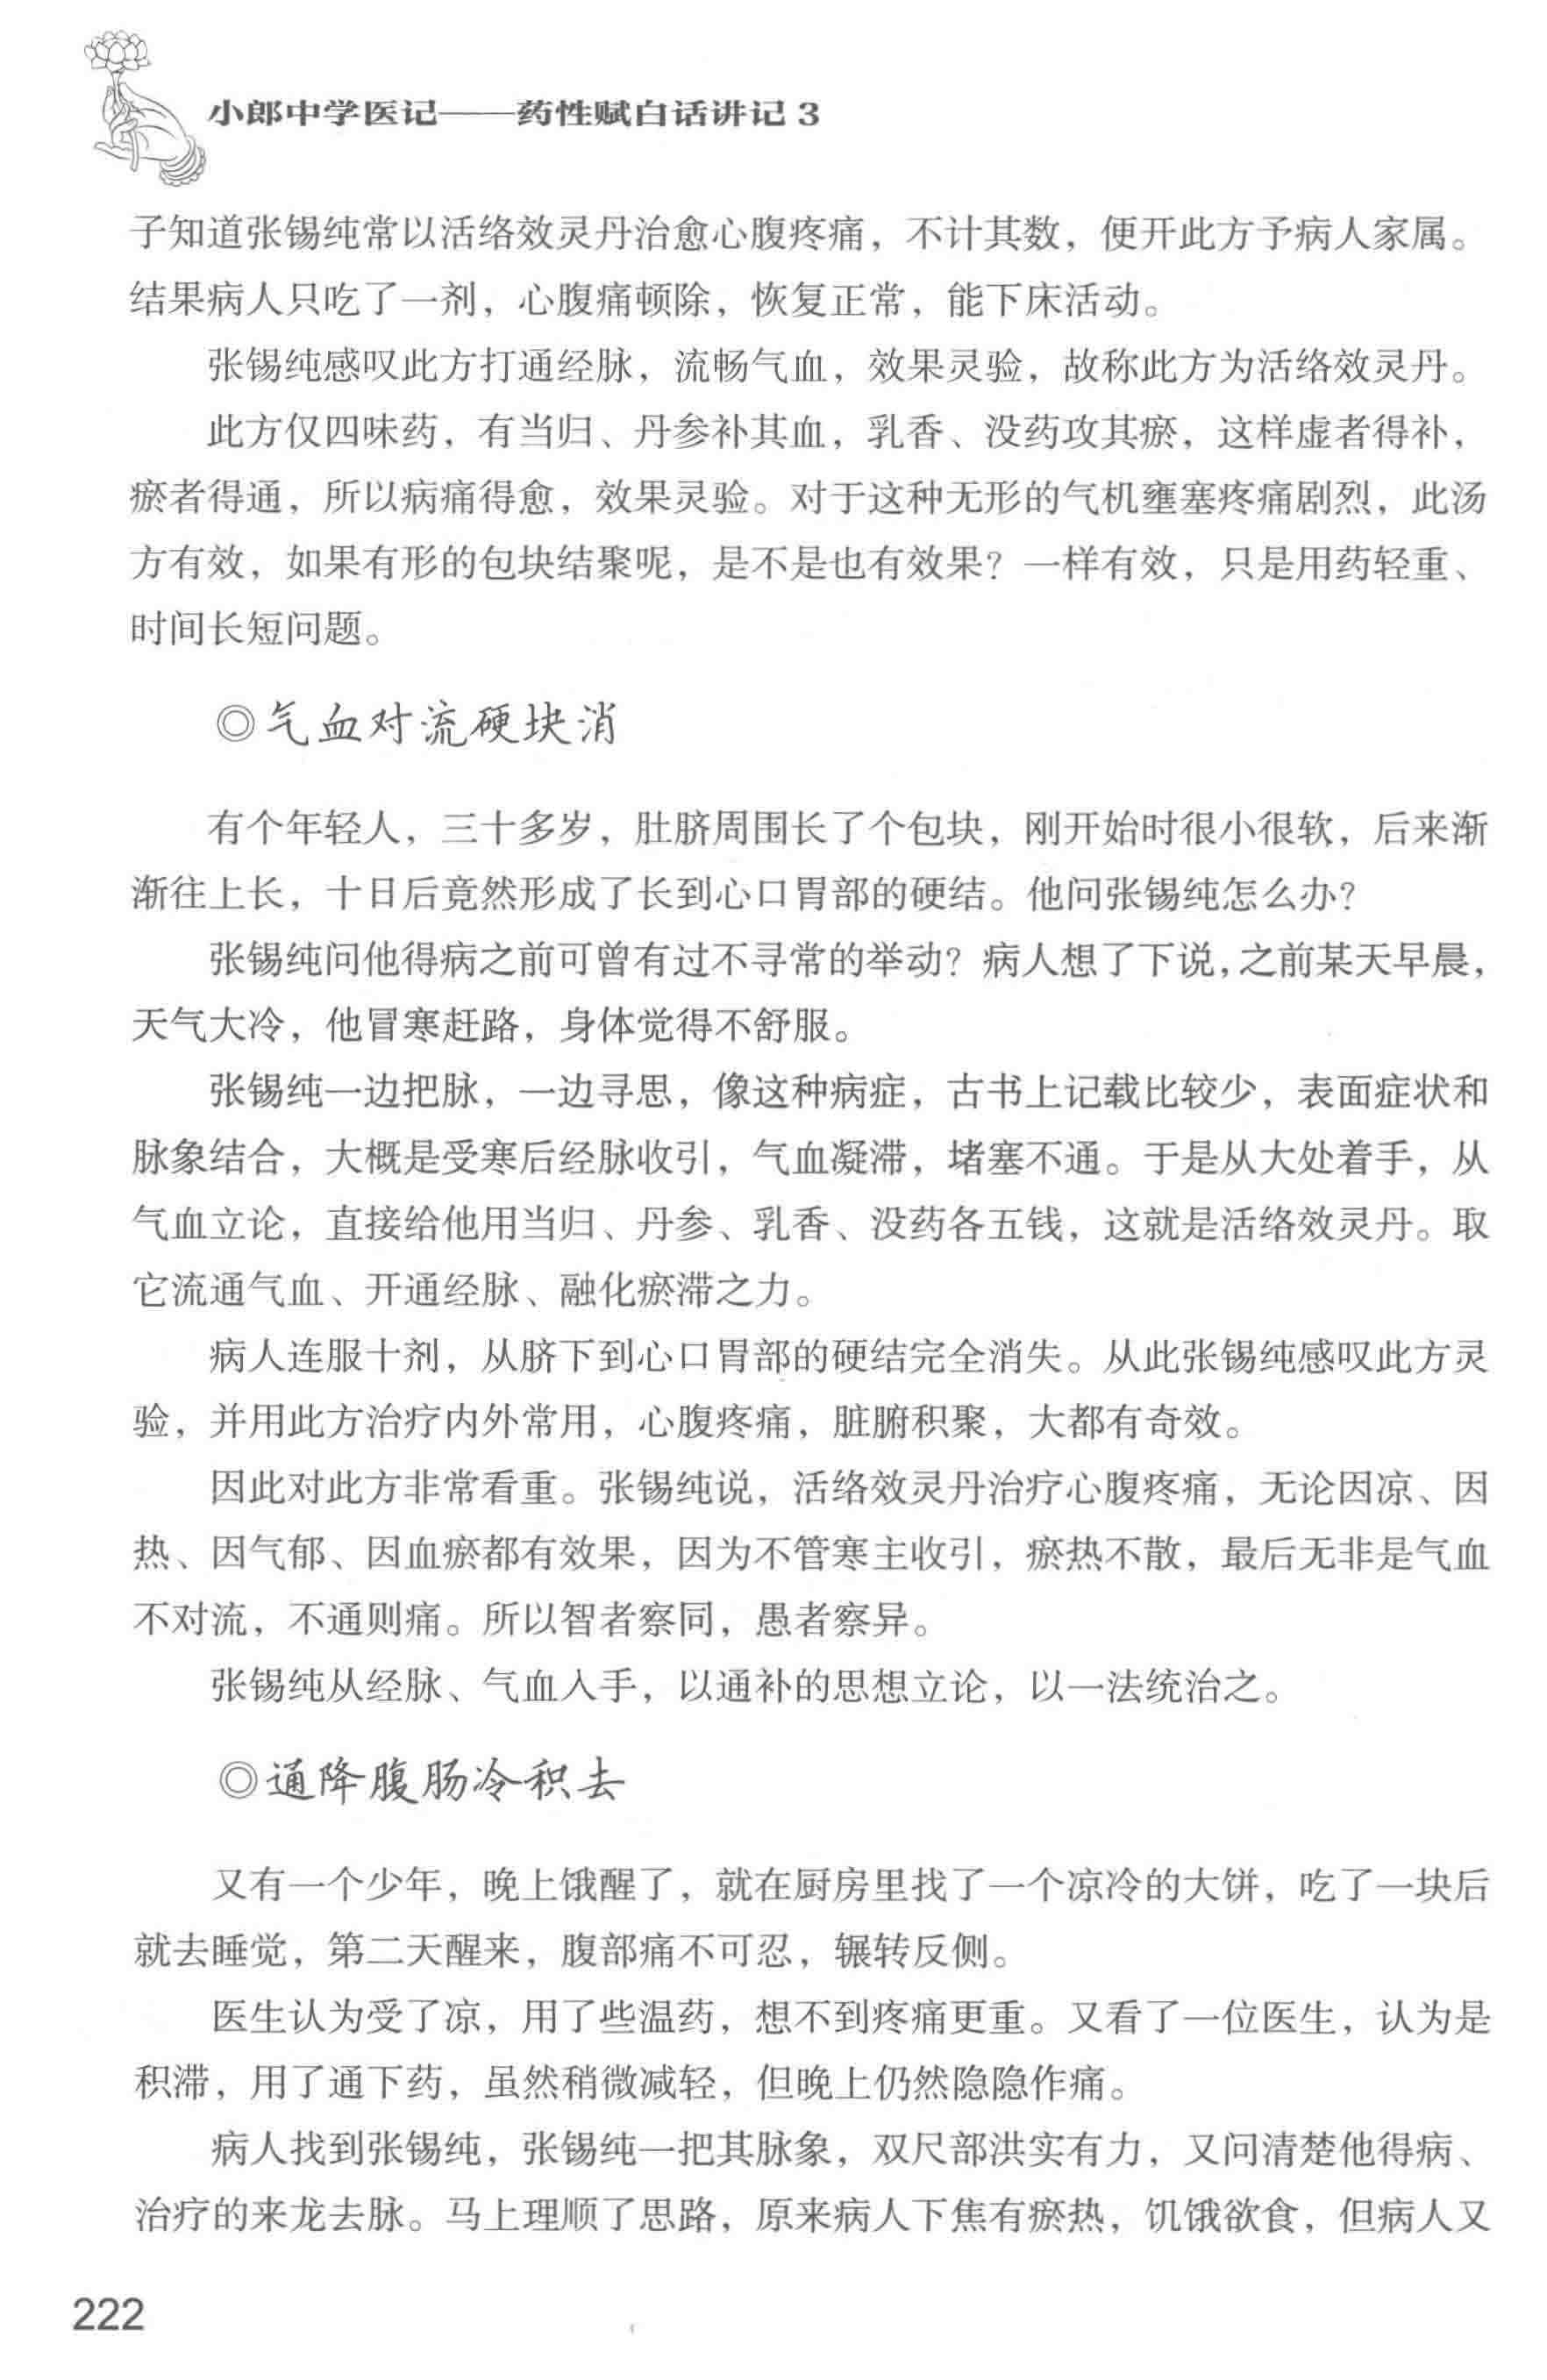 小郎中学医记——药性赋白话讲记 3
子知道张锡纯常以活络效灵丹治愈心腹疼痛，不计其数，便开此方予病人家属。
结果病人只吃了一剂，心腹痛顿除，恢复正常，能下床活动。
张锡纯感叹此方打通经脉，流畅气血，效果灵验，故称此方为活络效灵丹。
此方仅四味药，有当归、丹参补其血，乳香、没药攻其瘀，这样虚者得补，
瘀者得通，所以病痛得愈，效果灵验。对于这种无形的气机壅塞疼痛剧烈，此汤
方有效，如果有形的包块结聚呢，是不是也有效果？一样有效，只是用药轻重、
时间长短问题。
◎气血对流硬块消
有个年轻人，三十多岁，肚脐周围长了个包块，刚开始时很小很软，后来渐
渐往上长，十日后竟然形成了长到心口胃部的硬结。他问张锡纯怎么办？
张锡纯问他得病之前可曾有过不寻常的举动？病人想了下说，之前某天早晨，
天气大冷，他冒寒赶路，身体觉得不舒服。
张锡纯一边把脉，一边寻思，像这种病症，古书上记载比较少，表面症状和
脉象结合，大概是受寒后经脉收引，气血凝滞，堵塞不通。于是从大处着手，从
气血立论，直接给他用当归、丹参、乳香、没药各五钱，这就是活络效灵丹。取
它流通气血、开通经脉、融化瘀滞之力。
病人连服十剂，从脐下到心口胃部的硬结完全消失。从此张锡纯感叹此方灵
验，并用此方治疗内外常用，心腹疼痛，脏腑积聚，大都有奇效。
因此对此方非常看重。张锡纯说，活络效灵丹治疗心腹疼痛，无论因凉、因
热、因气郁、因血瘀都有效果，因为不管寒主收引，瘀热不散，最后无非是气血
不对流，不通则痛。所以智者察同，愚者察异。
张锡纯从经脉、气血入手，以通补的思想立论，以一法统治之。
◎通降腹肠冷积去
又有一个少年，晚上饿醒了，就在厨房里找了一个凉冷的大饼，吃了一块后
就去睡觉，第二天醒来，腹部痛不可忍，辗转反侧。
医生认为受了凉，用了些温药，想不到疼痛更重。又看了一位医生，认为是
积滞，用了通下药，虽然稍微减轻，但晚上仍然隐隐作痛。
病人找到张锡纯，张锡纯一把其脉象，双尺部洪实有力，又问清楚他得病、
治疗的来龙去脉。马上理顺了思路，原来病人下焦有瘀热，饥饿欲食，但病人又
222